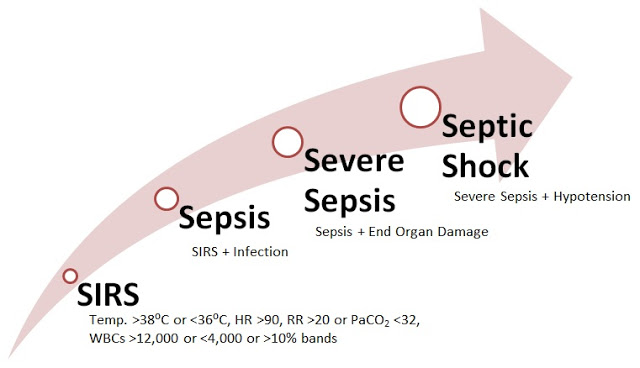 SIRS
Temp. >38⁰C or <36⁰C, HR >90, RR >20 or PaCO₂ <32,
WBCs >12,000 or <4,000 or >10% bands
Sepsis
SIRS + Infection
Severe
Sepsis
Sepsis + End Organ Damage
Septic
Shock
Severe Sepsis + Hypotension